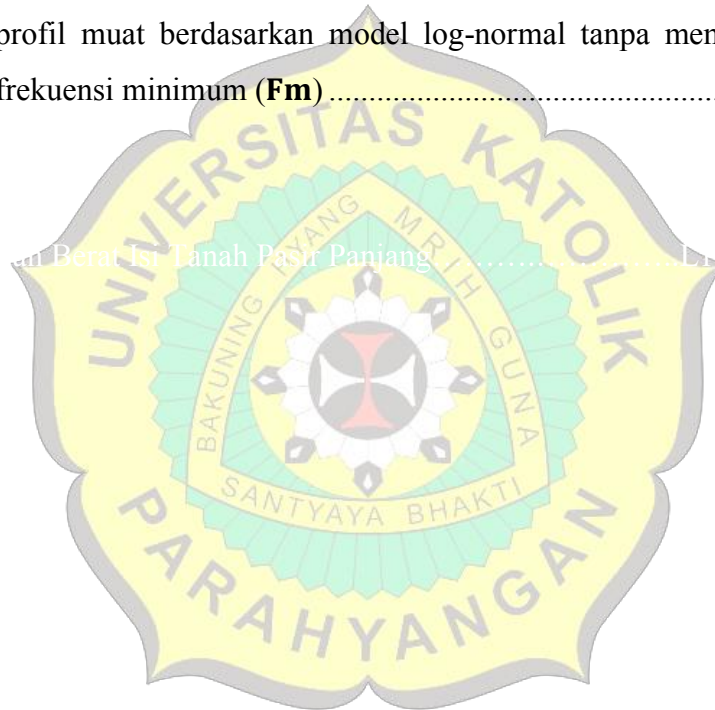 profil muat berdasarkan model log-normal tanpa
frekuensi minimum (Fm) ..........................................
Berat Isi Tanah Pasir Panjang ..............................
UNIVERSITAS KATOLIK
PARAHYANGAN
BAKUNING HYANG MRIH GUNA
SANTYAYA BHAKTI